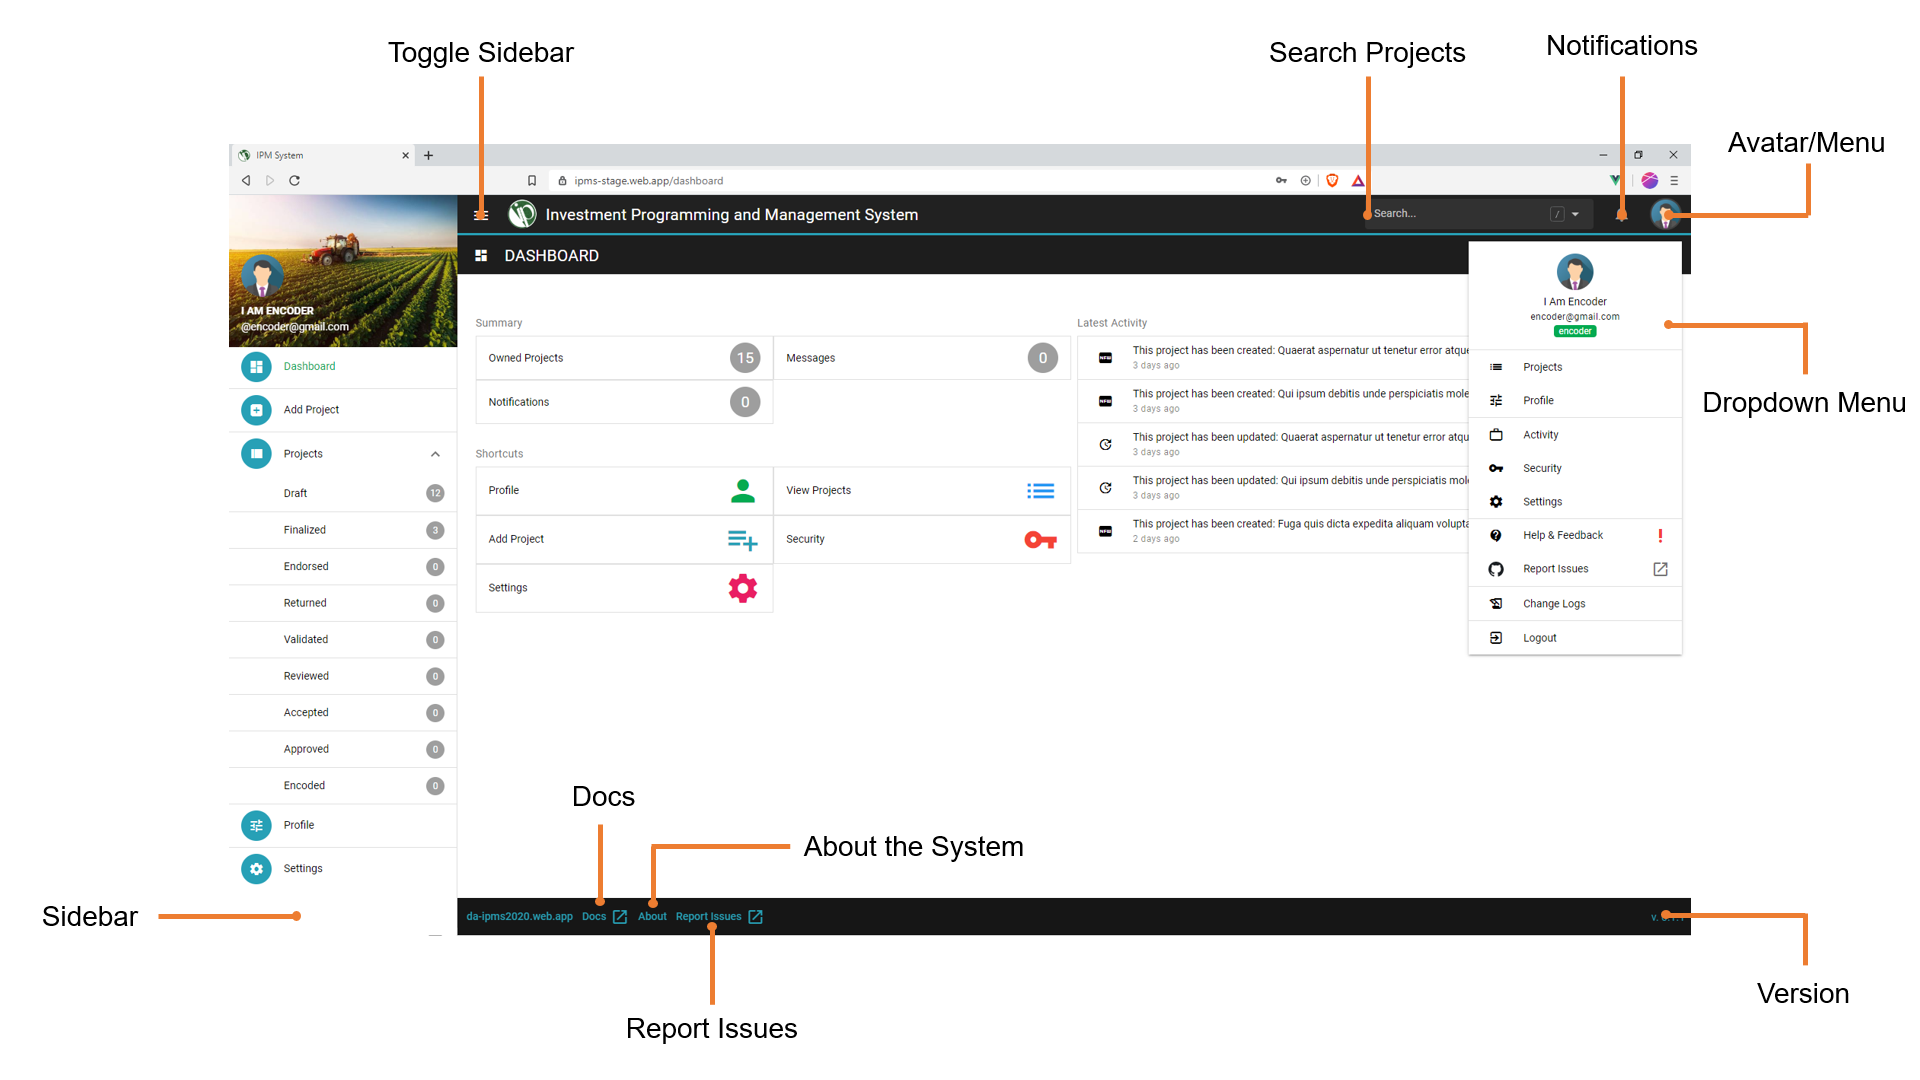 Toggle Sidebar
Search Projects
Notifications
Avatar/Menu
IPM System
ipms-stage.web.app/dashboard
Investment Programming and Management System
Search...
/
DASHBOARD
I AM ENCODER
@encoder@gmail.com
Dashboard
Add Project
Projects
Draft 12
Finalized 3
Endorsed 0
Returned 0
Validated 0
Reviewed 0
Accepted 0
Approved 0
Encoded 0
Profile
Settings
Summary
Owned Projects 15
Messages 0
Notifications 0
Shortcuts
Profile
View Projects
Add Project
Security
Settings
Latest Activity
NEW
This project has been created: Quaerat aspernatur ut tenetur error atque
3 days ago
NEW
This project has been created: Qui ipsum debitis unde perspiciatis mole
3 days ago
This project has been updated: Quaerat aspernatur ut tenetur error atqu
3 days ago
This project has been updated: Qui ipsum debitis unde perspiciatis mol
3 days ago
NEW
This project has been created: Fuga quis dicta expedita aliquam volupta
2 days ago
I Am Encoder
encoder@gmail.com
encoder
Projects
Profile
Activity
Security
Settings
Help & Feedback
Report Issues
Change Logs
Logout
Dropdown Menu
Docs
About the System
Sidebar
da-ipms2020.web.app Docs About Report Issues
v.
Report Issues
Version